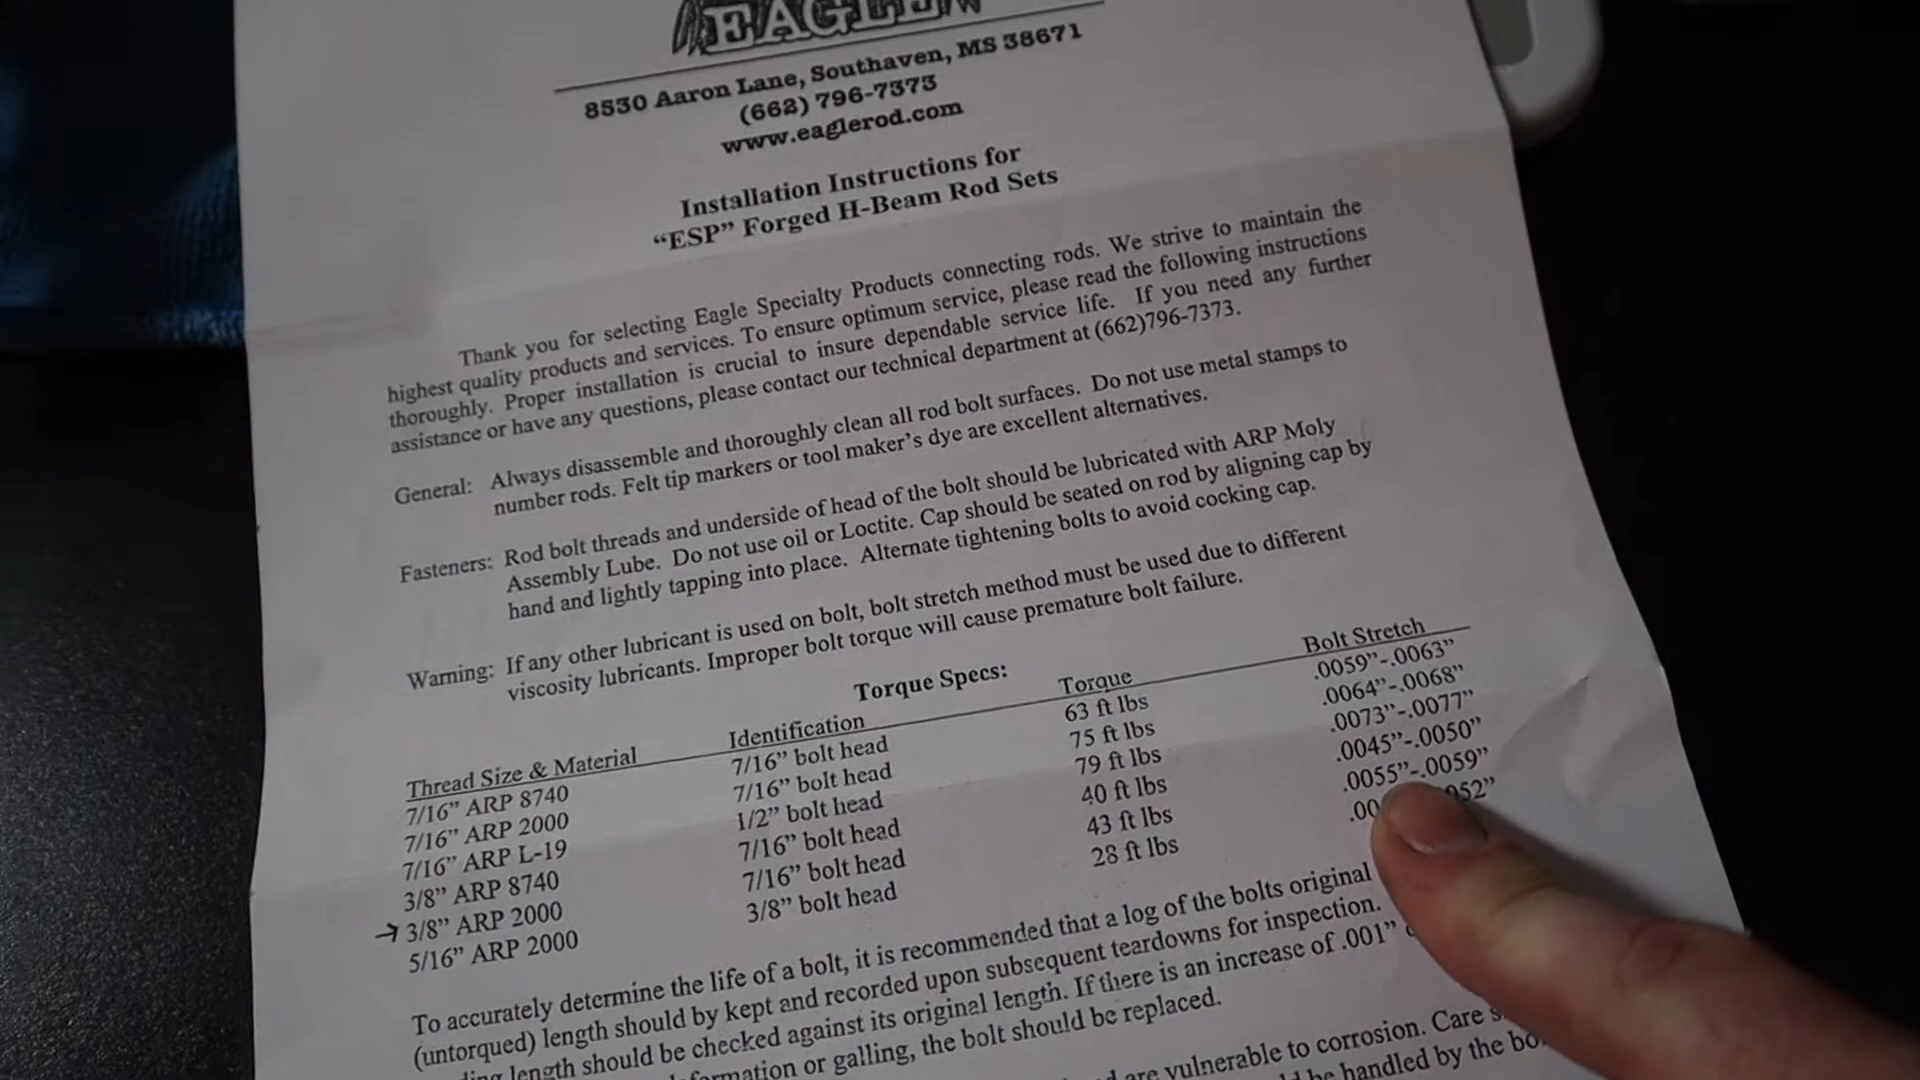 EAGLE
8530 Aaron Lane, Southaven, MS 38671
(662) 796-7373
www.eaglerod.com
Installation Instructions for
“ESP” Forged H-Beam Rod Sets
Thank you for selecting Eagle Specialty Products connecting rods. We strive to maintain the
highest quality products and services. To ensure optimum service, please read the following instructions
thoroughly. Proper installation is crucial to insure dependable service life. If you need any further
assistance or have any questions, please contact our technical department at (662)796-7373.
General: Always disassemble and thoroughly clean all rod bolt surfaces. Do not use metal stamps to
number rods. Felt tip markers or tool maker’s dye are excellent alternatives.
Fasteners: Rod bolt threads and underside of head of the bolt should be lubricated with ARP Moly
Assembly Lube. Do not use oil or Loctite. Cap should be seated on rod by aligning cap by
hand and lightly tapping into place. Alternate tightening bolts to avoid cocking cap.
Warning: If any other lubricant is used on bolt, bolt stretch method must be used due to different
viscosity lubricants. Improper bolt torque will cause premature bolt failure.
Torque Specs:
Thread Size & Material Identification Torque Bolt Stretch
7/16” ARP 8740 7/16” bolt head 63 ft lbs .0059”-.0063”
7/16” ARP 2000 7/16” bolt head 75 ft lbs .0064”-.0068”
7/16” ARP L-19 1/2” bolt head 79 ft lbs .0073”-.0077”
3/8” ARP 8740 7/16” bolt head 40 ft lbs .0045”-.0050”
→ 3/8” ARP 2000 7/16” bolt head 43 ft lbs .0055”-.0059”
5/16” ARP 2000 3/8” bolt head 28 ft lbs
To accurately determine the life of a bolt, it is recommended that a log of the bolts original
(untorqued) length should by kept and recorded upon subsequent teardowns for inspection.
length should be checked against its original length. If there is an increase of .001”
or galling, the bolt should be replaced.
are vulnerable to corrosion. Care
be handled by the